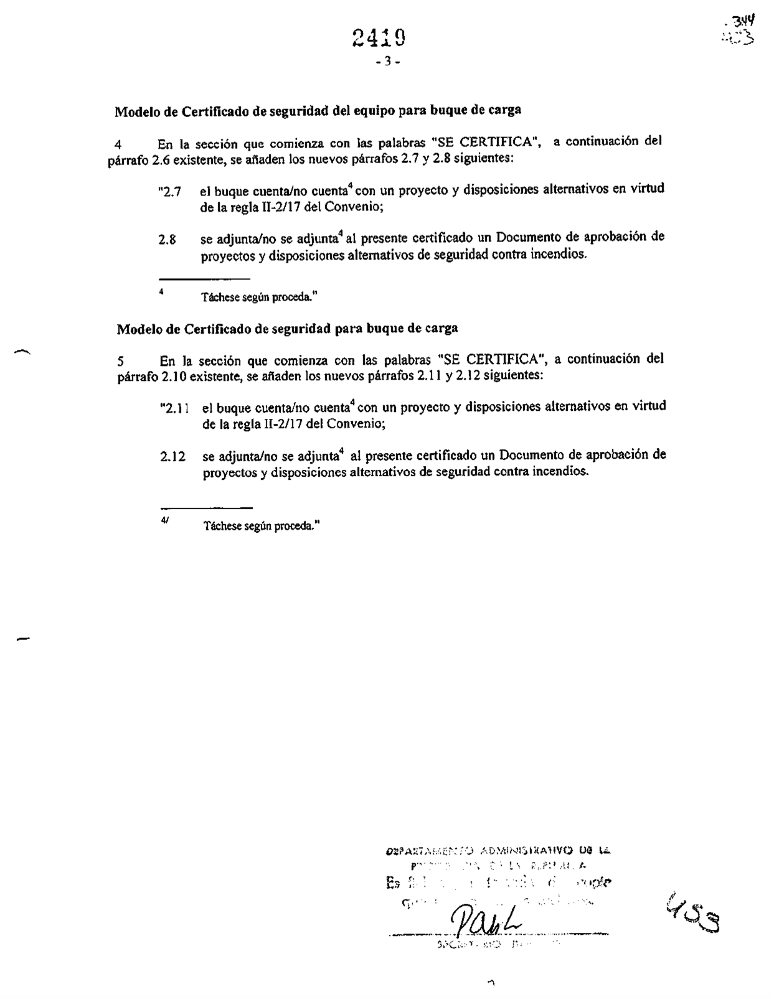 344
2419
- 3 -
Modelo de Certificado de seguridad del equipo para buque de carga
4 En la sección que comienza con las palabras "SE CERTIFICA", a continuación del
párrafo 2.6 existente, se añaden los nuevos párrafos 2.7 y 2.8 siguientes:
"2.7 el buque cuenta/no cuenta⁴ con un proyecto y disposiciones alternativos en virtud
de la regla II-2/17 del Convenio;
2.8 se adjunta/no se adjunta⁴ al presente certificado un Documento de aprobación de
proyectos y disposiciones alternativos de seguridad contra incendios.
4 Táchese según proceda."
Modelo de Certificado de seguridad para buque de carga
5 En la sección que comienza con las palabras "SE CERTIFICA", a continuación del
párrafo 2.10 existente, se añaden los nuevos párrafos 2.11 y 2.12 siguientes:
"2.11 el buque cuenta/no cuenta⁴ con un proyecto y disposiciones alternativos en virtud
de la regla II-2/17 del Convenio;
2.12 se adjunta/no se adjunta⁴ al presente certificado un Documento de aprobación de
proyectos y disposiciones alternativos de seguridad contra incendios.
4/ Táchese según proceda."
DEPARTAMENTO ADMINISTRATIVO DE LA
Es
453